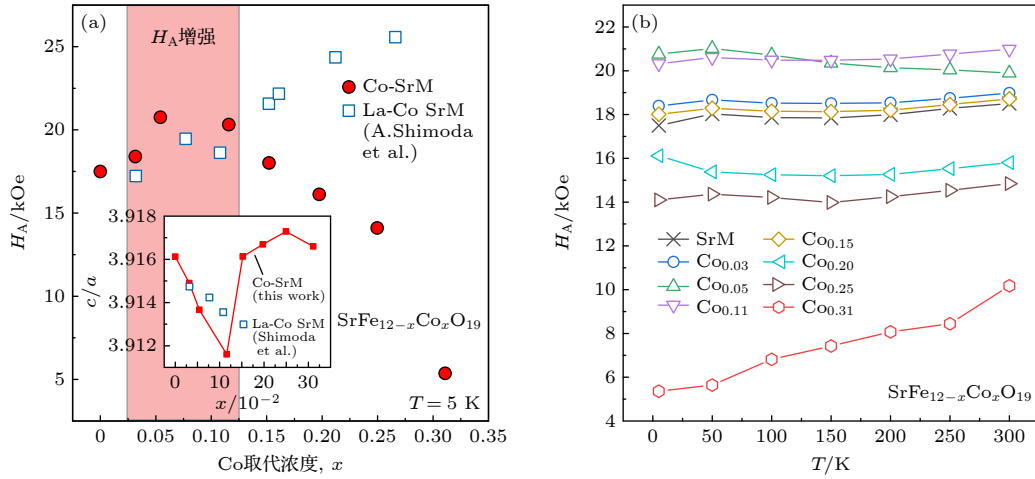 (a)
H_A增强
Co-SrM
La-Co SrM
(A.Shimoda
et al.)
H_A/kOe
25
20
15
10
5
c/a
3.918
3.916
3.914
3.912
Co-SrM
(this work)
La-Co SrM
(Shimoda
et al.)
0 10 20 30
x/10⁻²
SrFe₁₂₋ₓCoₓO₁₉
T = 5 K
0 0.05 0.10 0.15 0.20 0.25 0.30 0.35
Co取代浓度, x
(b)
H_A/kOe
22
20
18
16
14
12
10
8
6
4
SrM
Co₀.₀₃
Co₀.₀₅
Co₀.₁₁
Co₀.₁₅
Co₀.₂₀
Co₀.₂₅
Co₀.₃₁
SrFe₁₂₋ₓCoₓO₁₉
0 50 100 150 200 250 300
T/K